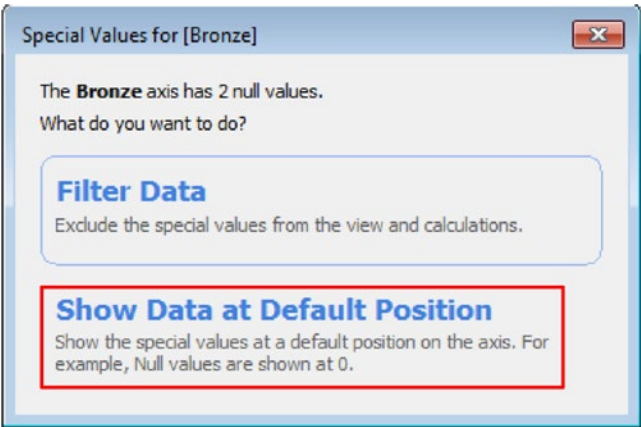 Special Values for [Bronze]
The Bronze axis has 2 null values.
What do you want to do?
Filter Data
Exclude the special values from the view and calculations.
Show Data at Default Position
Show the special values at a default position on the axis. For
example, Null values are shown at 0.